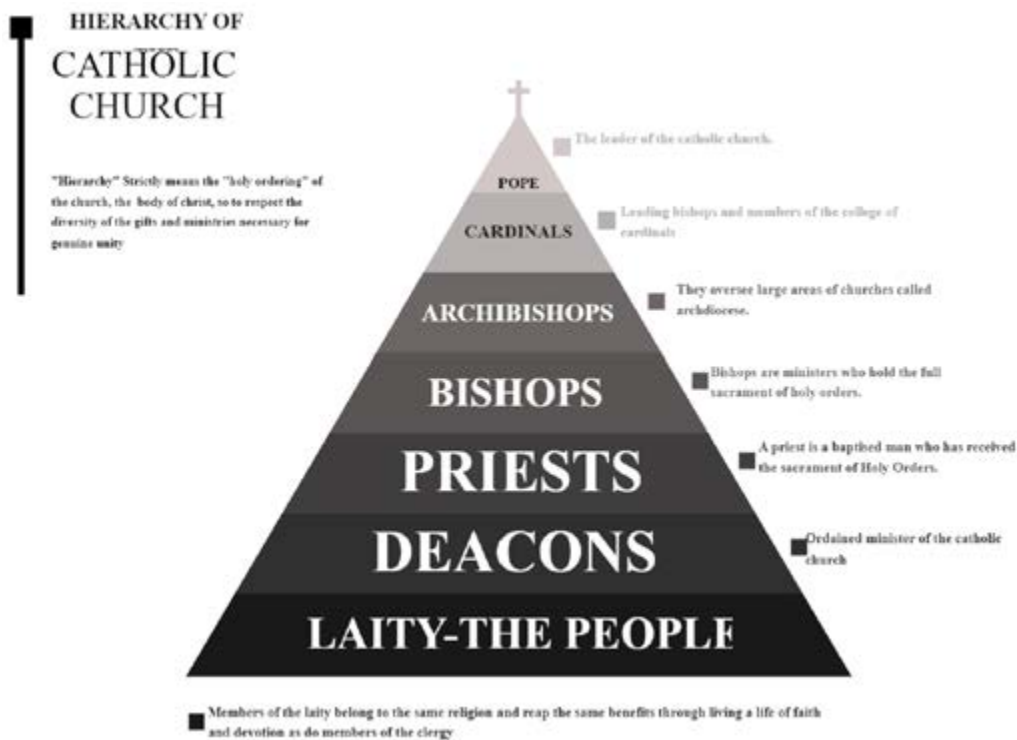 HIERARCHY OF
CATHOLIC
CHURCH
"Hierarchy" Strictly means the "holy ordering" of
the church, the body of christ, so to respect the
diversity of the gifts and ministries necessary for
genuine unity
The leader of the catholic church.
POPE
Leading bishops and members of the college of
cardinals
CARDINALS
They oversee large areas of churches called
archdiocese.
ARCHIBISHOPS
Bishops are ministers who hold the full
sacrament of holy orders.
BISHOPS
A priest is a baptised man who has received
the sacrament of Holy Orders.
PRIESTS
Ordained minister of the catholic
church
DEACONS
LAITY-THE PEOPLE
Members of the laity belong to the same religion and reap the same benefits through living a life of faith
and devotion as do members of the clergy